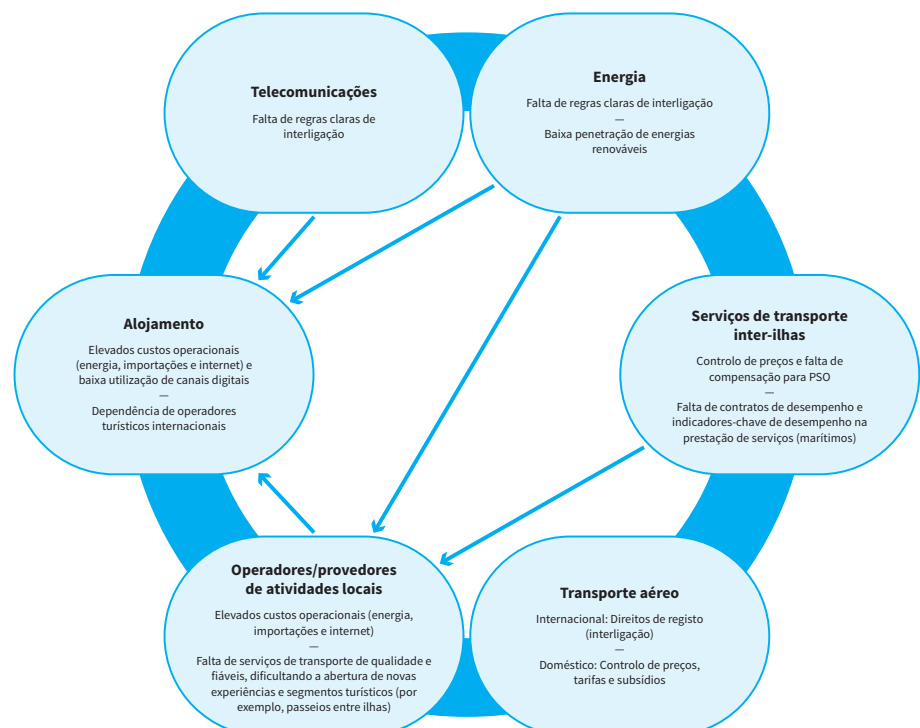 Telecomunicações
Falta de regras claras de
interligação
Energia
Falta de regras claras de interligação
—
Baixa penetração de energias
renováveis
Alojamento
Elevados custos operacionais
(energia, importações e internet) e
baixa utilização de canais digitais
—
Dependência de operadores
turísticos internacionais
Serviços de transporte
inter-ilhas
Controlo de preços e falta de
compensação para PSO
—
Falta de contratos de desempenho e
indicadores-chave de desempenho na
prestação de serviços (marítimos)
Operadores/provedores
de atividades locais
Elevados custos operacionais (energia,
importações e internet)
—
Falta de serviços de transporte de qualidade e
fiáveis, dificultando a abertura de novas
experiências e segmentos turísticos (por
exemplo, passeios entre ilhas)
Transporte aéreo
Internacional: Direitos de registo
(interligação)
—
Doméstico: Controlo de preços,
tarifas e subsídios